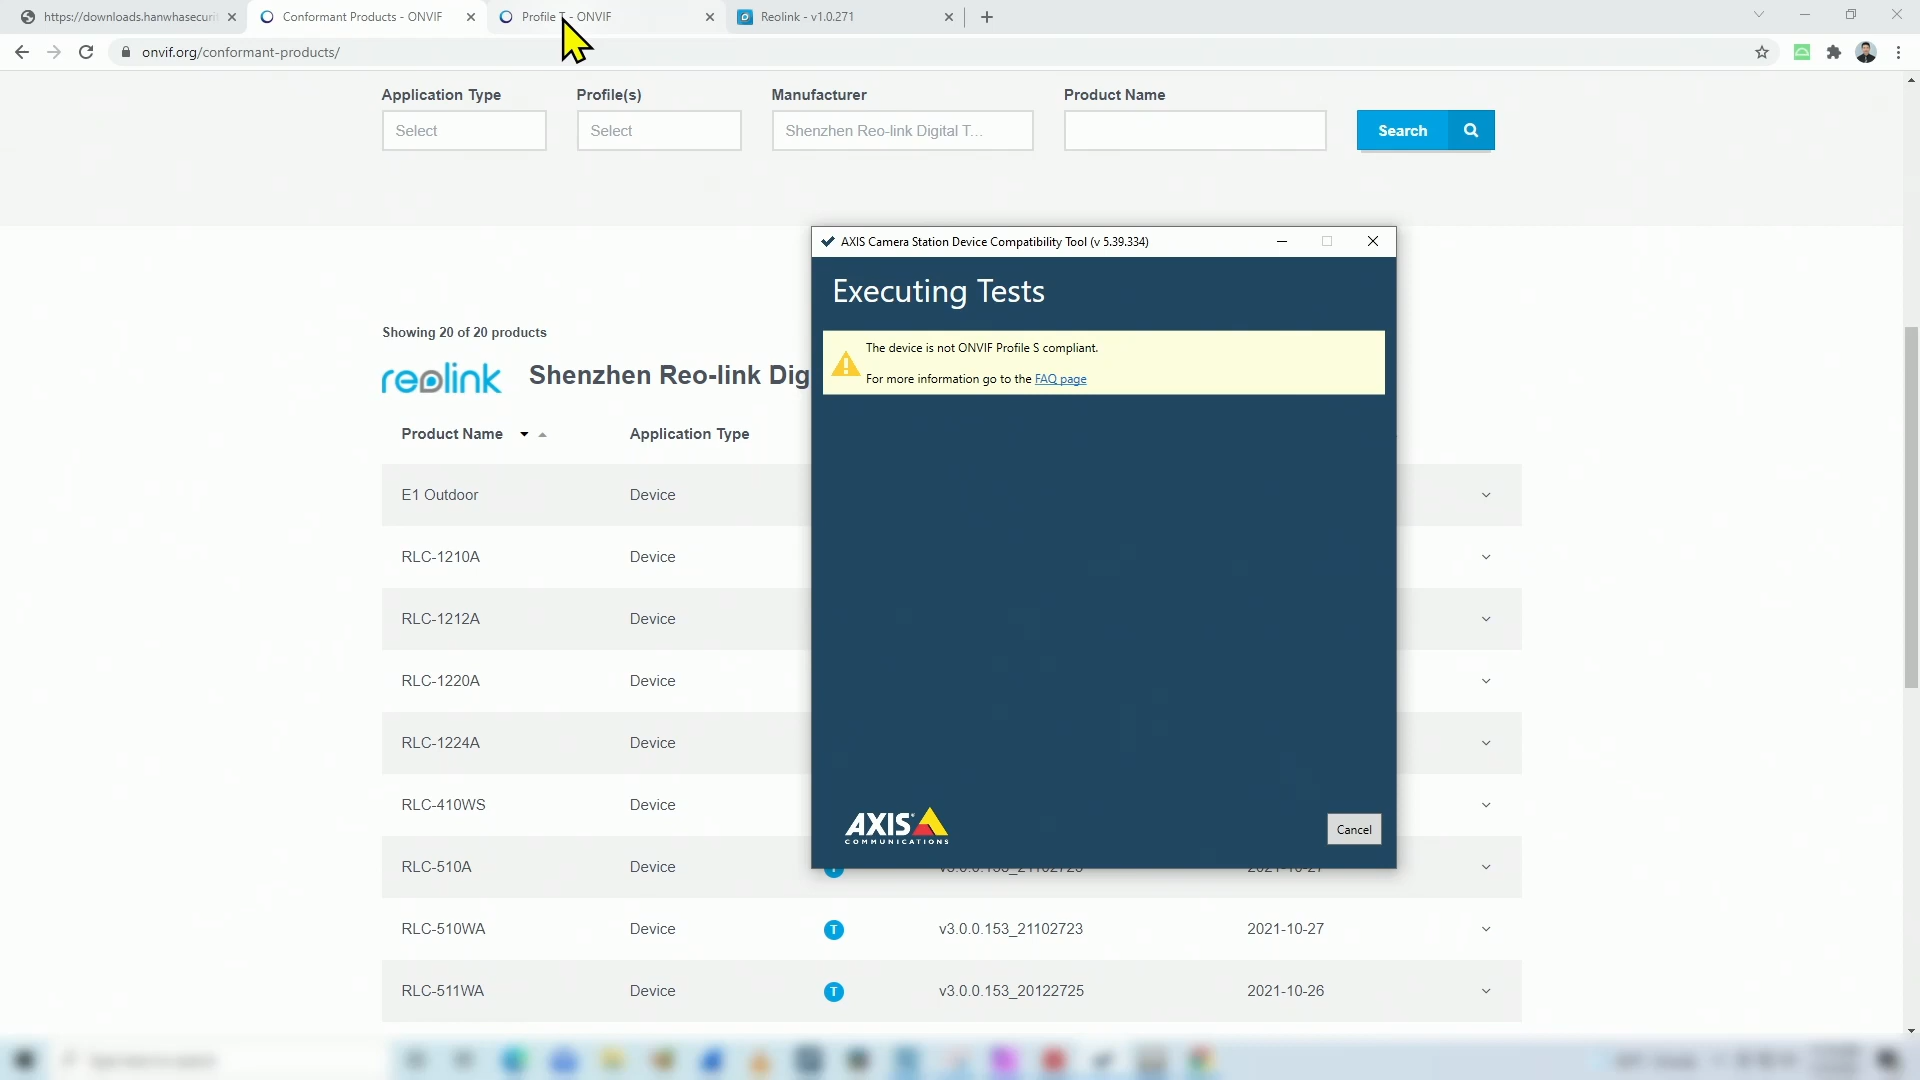 https://downloads.hanwhasecuri
Conformant Products - ONVIF
Profile T - ONVIF
Reolink - v1.0.271
onvif.org/conformant-products/
Application Type
Profile(s)
Manufacturer
Product Name
Select
Select
Shenzhen Reo-link Digital T...
Search
AXIS Camera Station Device Compatibility Tool (v 5.39.334)
Executing Tests
The device is not ONVIF Profile S compliant.
For more information go to the FAQ page
Showing 20 of 20 products
reolink
Shenzhen Reo-link Dig
Product Name
Application Type
E1 Outdoor
Device
RLC-1210A
Device
RLC-1212A
Device
RLC-1220A
Device
RLC-1224A
Device
RLC-410WS
Device
AXIS
COMMUNICATIONS
Cancel
RLC-510A
Device
RLC-510WA
Device
T
v3.0.0.153_21102723
2021-10-27
RLC-511WA
Device
T
v3.0.0.153_20122725
2021-10-26